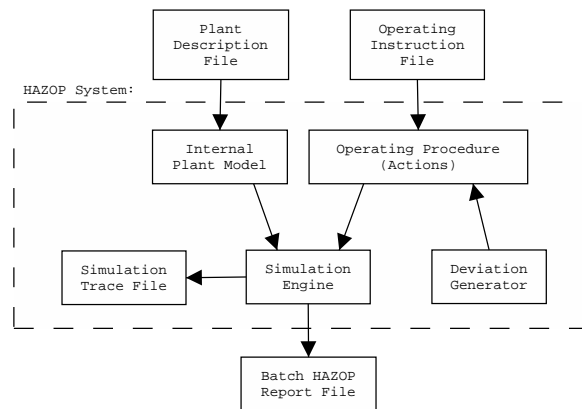 Plant
Description
File
Operating
Instruction
File
HAZOP System:
Internal
Plant Model
Operating Procedure
(Actions)
Simulation
Trace File
Simulation
Engine
Deviation
Generator
Batch HAZOP
Report File